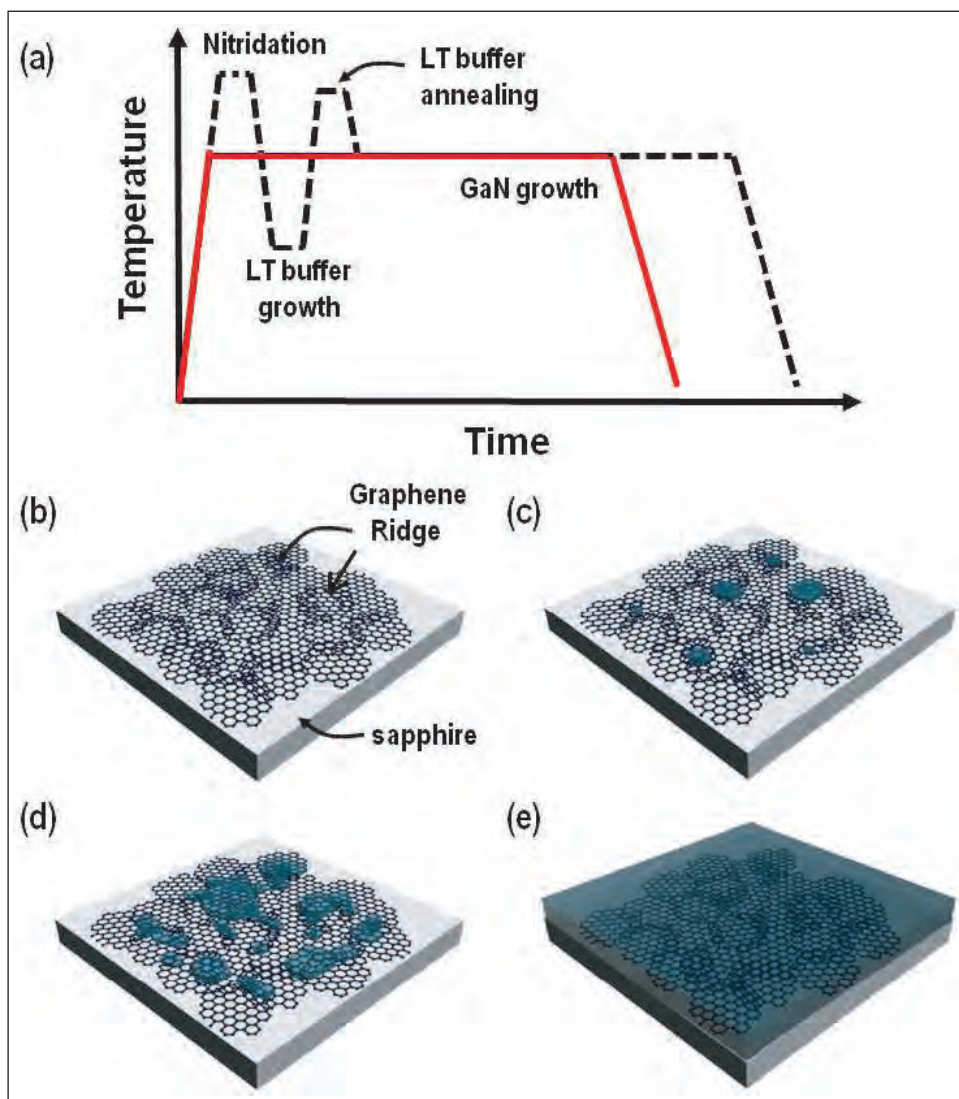 (a)
Nitridation
LT buffer
annealing
Temperature
GaN growth
LT buffer
growth
Time
(b)
Graphene
Ridge
(c)
sapphire
(d)
(e)